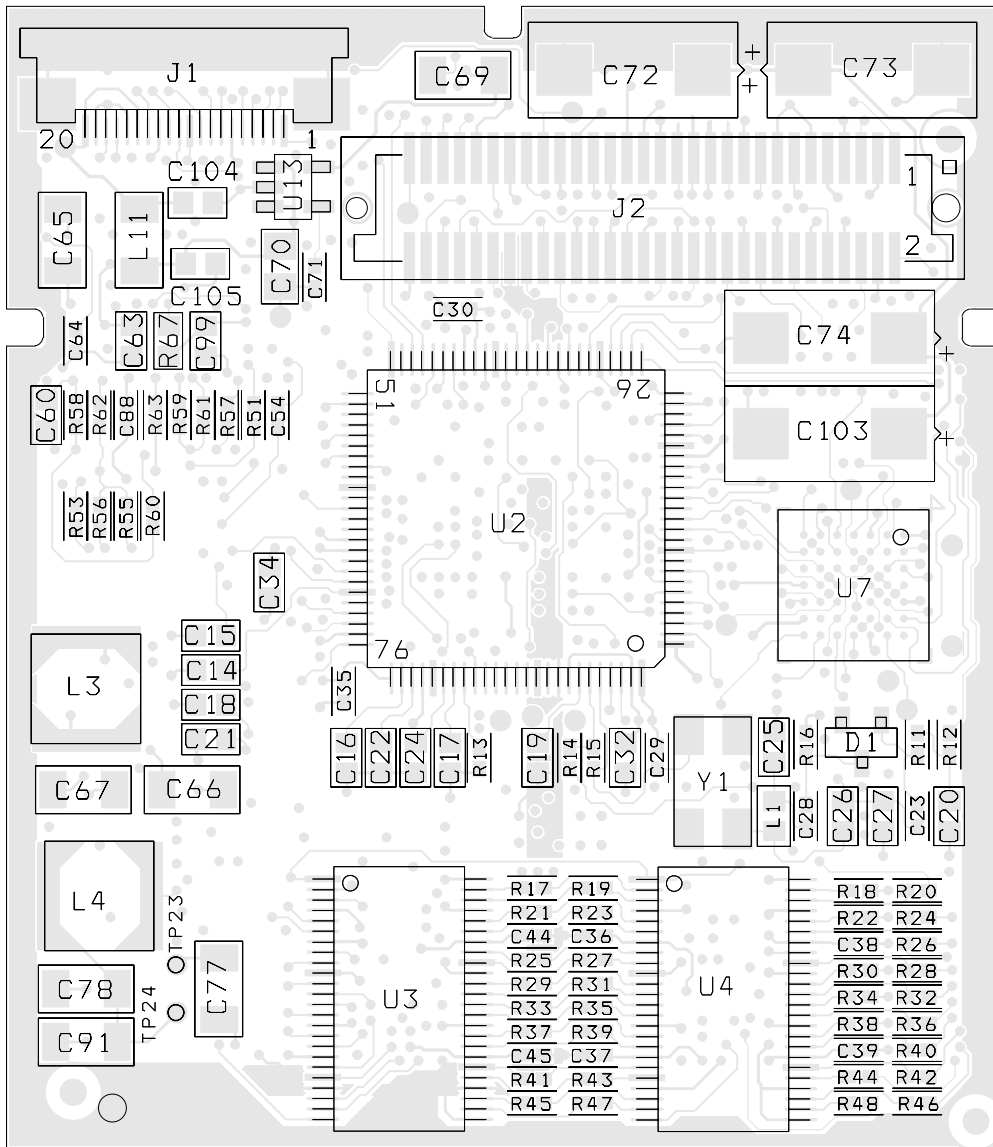 J1
20
1
C69
C72
+
+
C73
C104
U13
C65
L11
J2
1
2
C105
C70
C71
C30
C64
C63
R67
C99
C74
+
C60
R58
R62
C88
R63
R59
R61
R57
R51
C54
51
26
C103
+
R53
R56
R55
R60
U2
C34
U7
C15
C14
L3
C18
C21
76
C35
C67
C66
C16
C22
C24
C17
R13
C19
R14
R15
C32
C29
Y1
C25
R16
D1
R11
R12
L1
C28
C26
C27
C23
C20
L4
TP23
C78
C77
TP24
C91
U3
R17 R19
R21 R23
C44 C36
R25 R27
R29 R31
R33 R35
R37 R39
C45 C37
R41 R43
R45 R47
U4
R18 R20
R22 R24
C38 R26
R30 R28
R34 R32
R38 R36
C39 R40
R44 R42
R48 R46